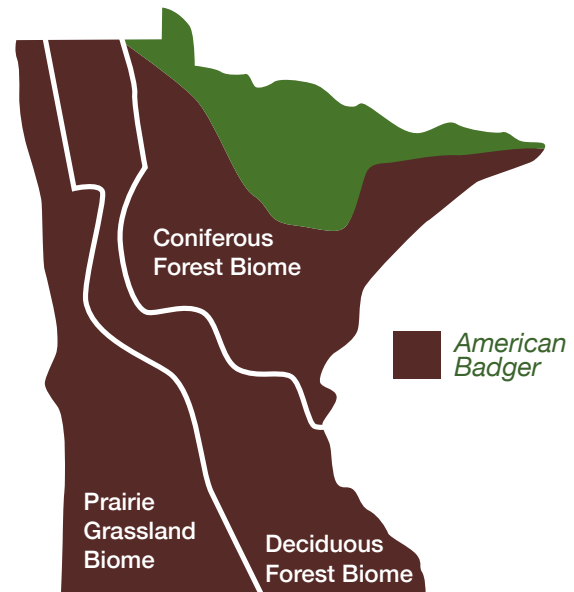 Coniferous
Forest Biome
American
Badger
Prairie
Grassland
Biome
Deciduous
Forest Biome